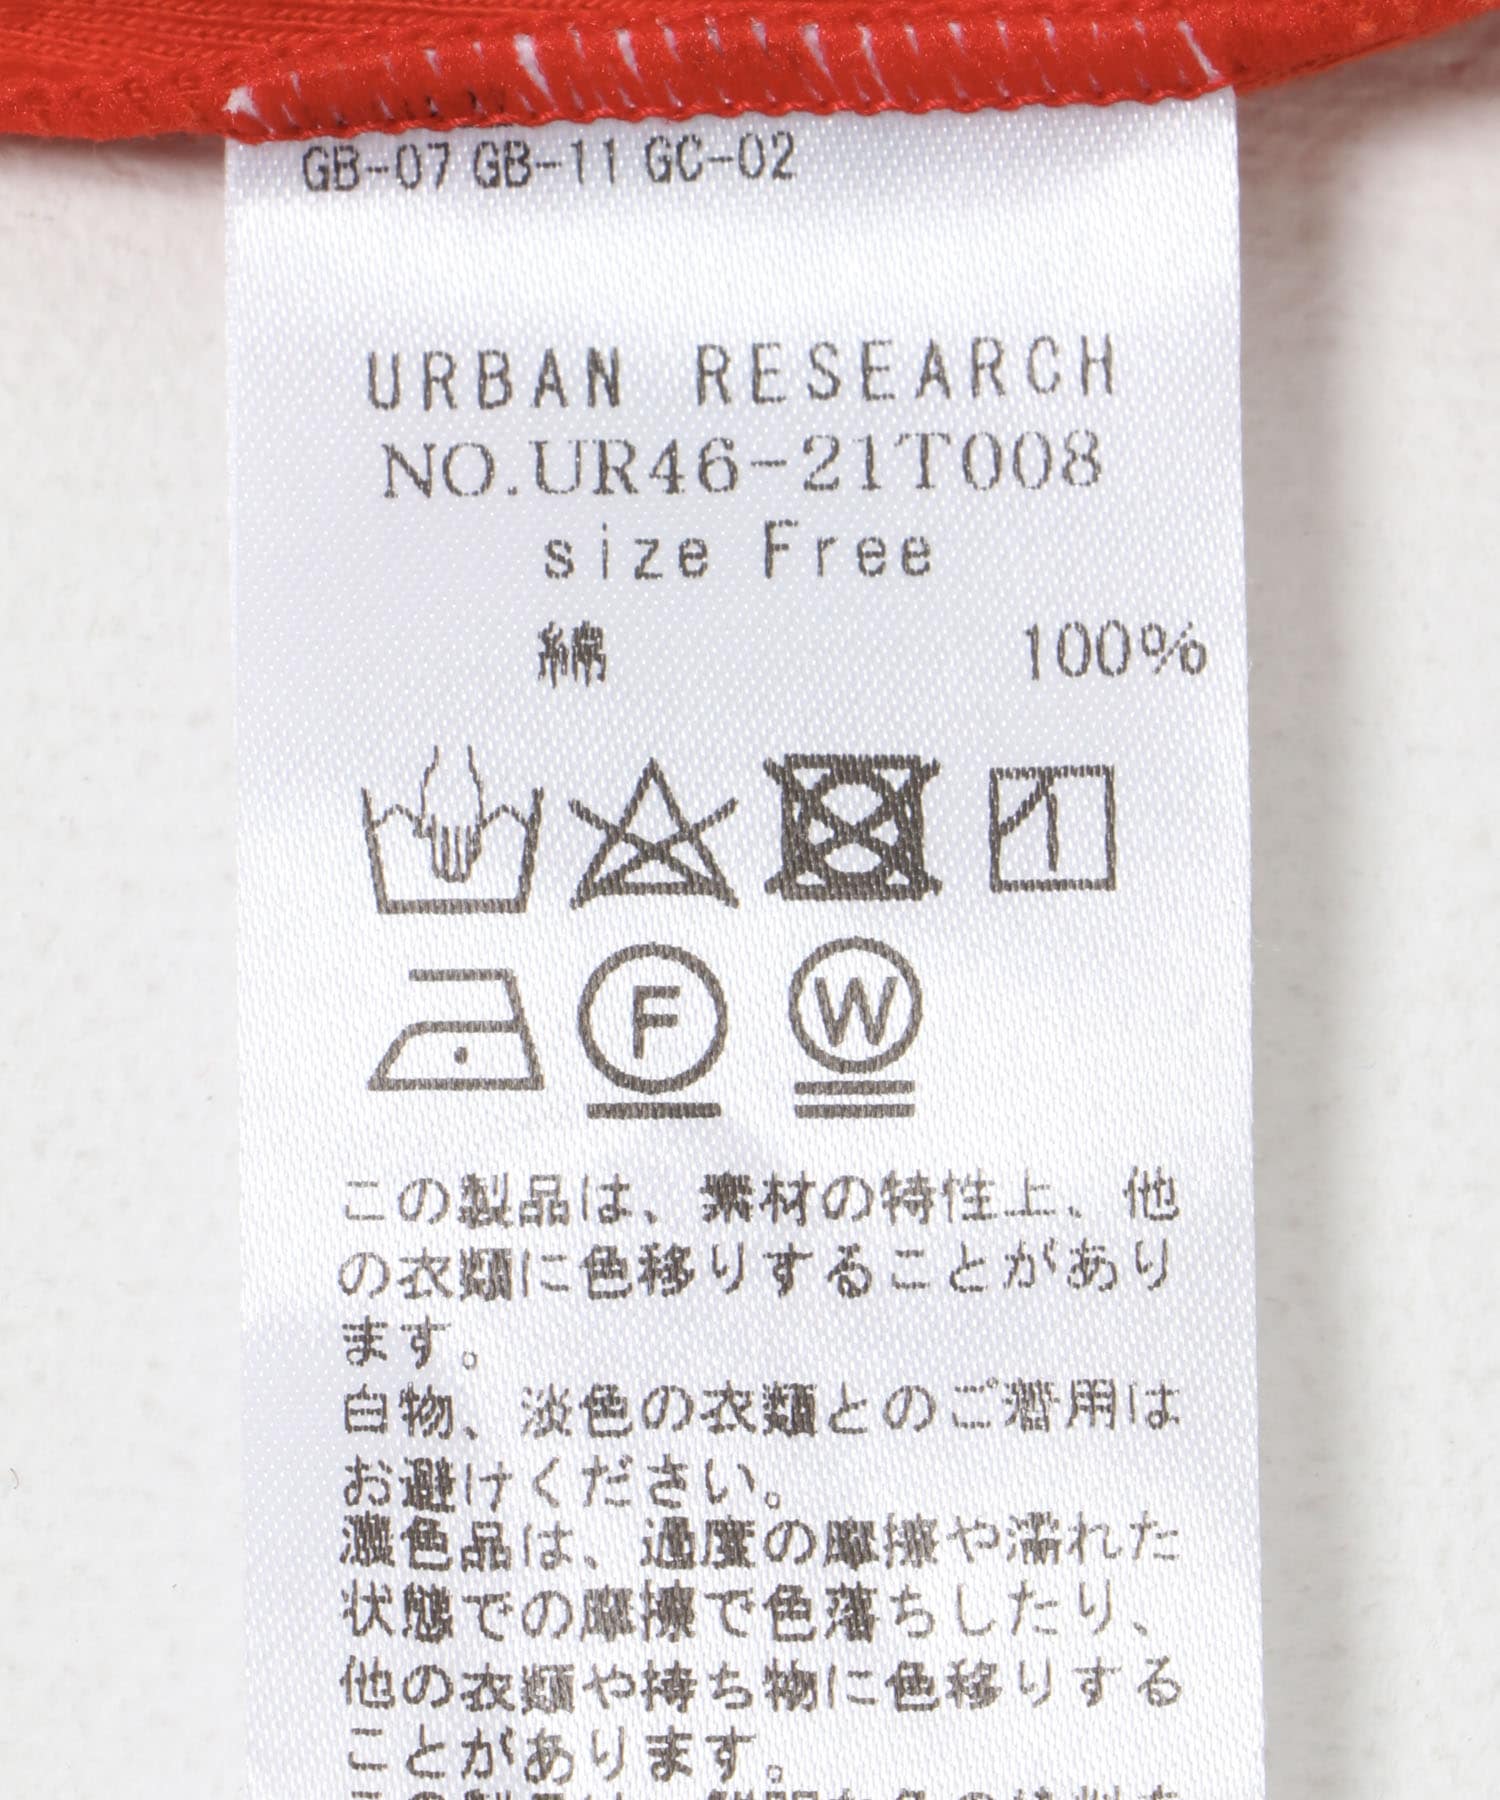 GB-07 GB-11 GC-02
URBAN RESEARCH
NO.UR46-21T008
size Free
綿 100%
F W
この製品は、素材の特性上、他
の衣類に色移りすることがあり
ます。
白物、淡色の衣類とのご着用は
お避けください。
濃色品は、過度の摩擦や濡れた
状態での摩擦で色落ちしたり、
他の衣類や持ち物に色移りする
ことがあります。